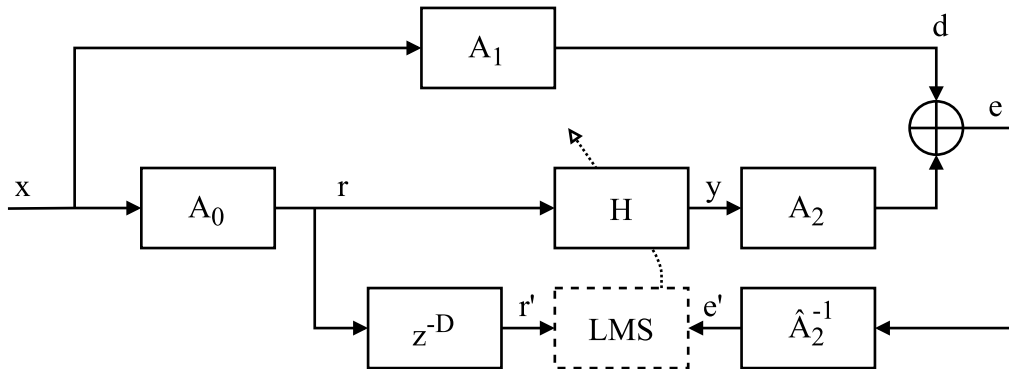 A₁
d
e
x
A₀
r
H
y
A₂
z⁻ᴰ
r'
LMS
e'
Â₂⁻¹